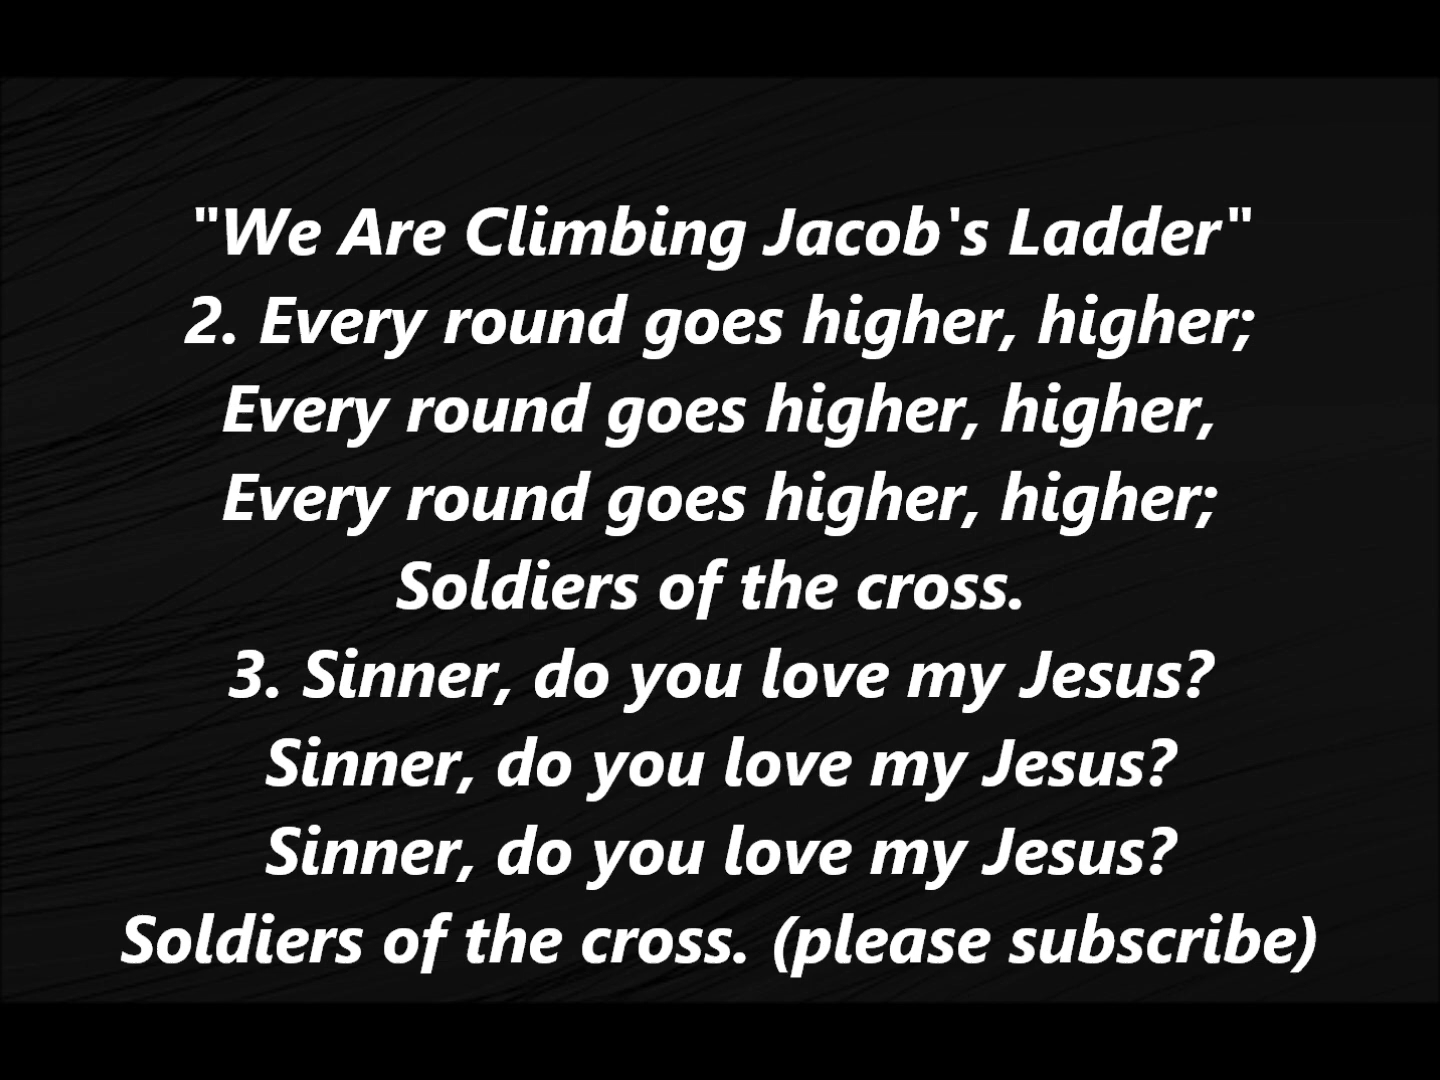 "We Are Climbing Jacob's Ladder"
2. Every round goes higher, higher;
Every round goes higher, higher,
Every round goes higher, higher;
Soldiers of the cross.
3. Sinner, do you love my Jesus?
Sinner, do you love my Jesus?
Sinner, do you love my Jesus?
Soldiers of the cross. (please subscribe)